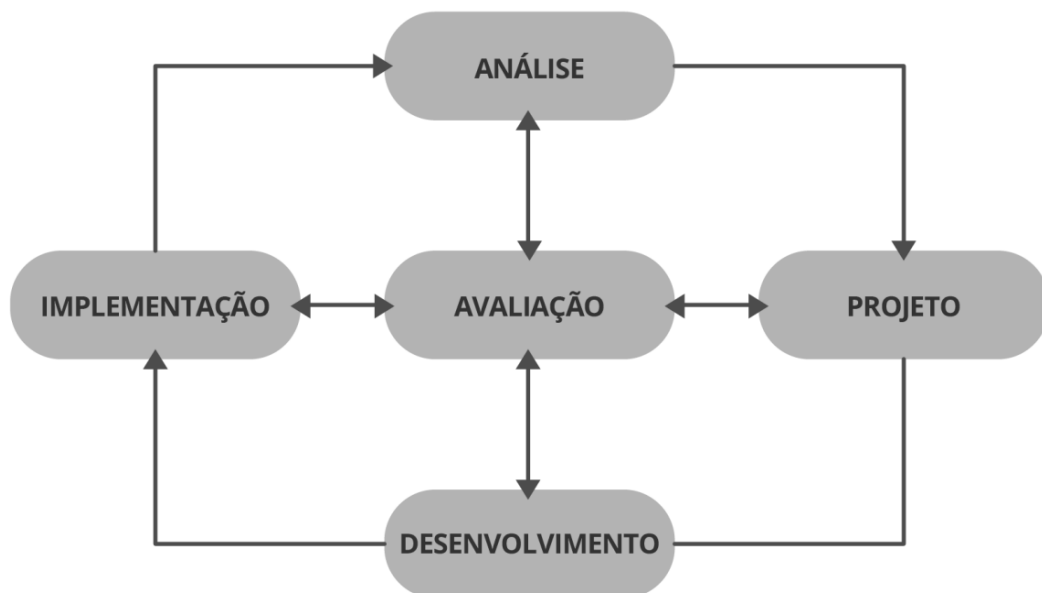 ANÁLISE
IMPLEMENTAÇÃO
AVALIAÇÃO
PROJETO
DESENVOLVIMENTO